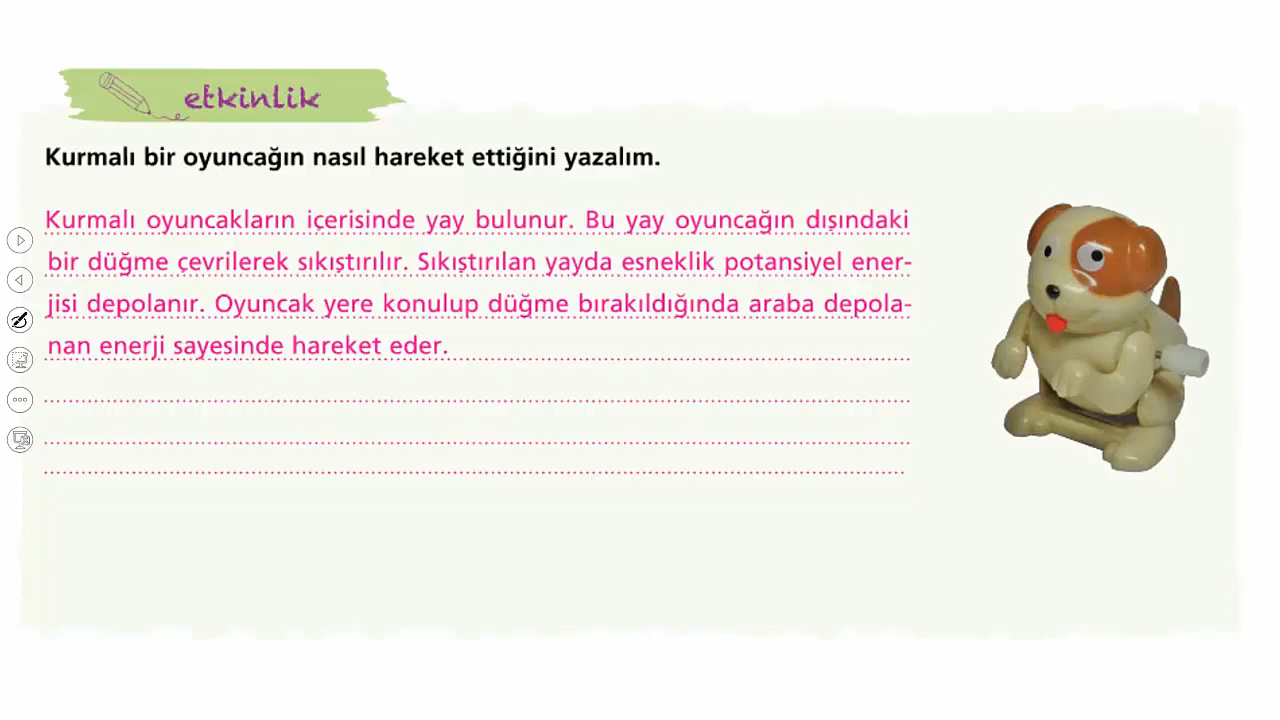 etkinlik
Kurmalı bir oyuncağın nasıl hareket ettiğini yazalım.
Kurmalı oyuncakların içerisinde yay bulunur. Bu yay oyuncağın dışındaki
bir düğme çevrilerek sıkıştırılır. Sıkıştırılan yayda esneklik potansiyel ener-
jisi depolanır. Oyuncak yere konulup düğme bırakıldığında araba depola-
nan enerji sayesinde hareket eder.